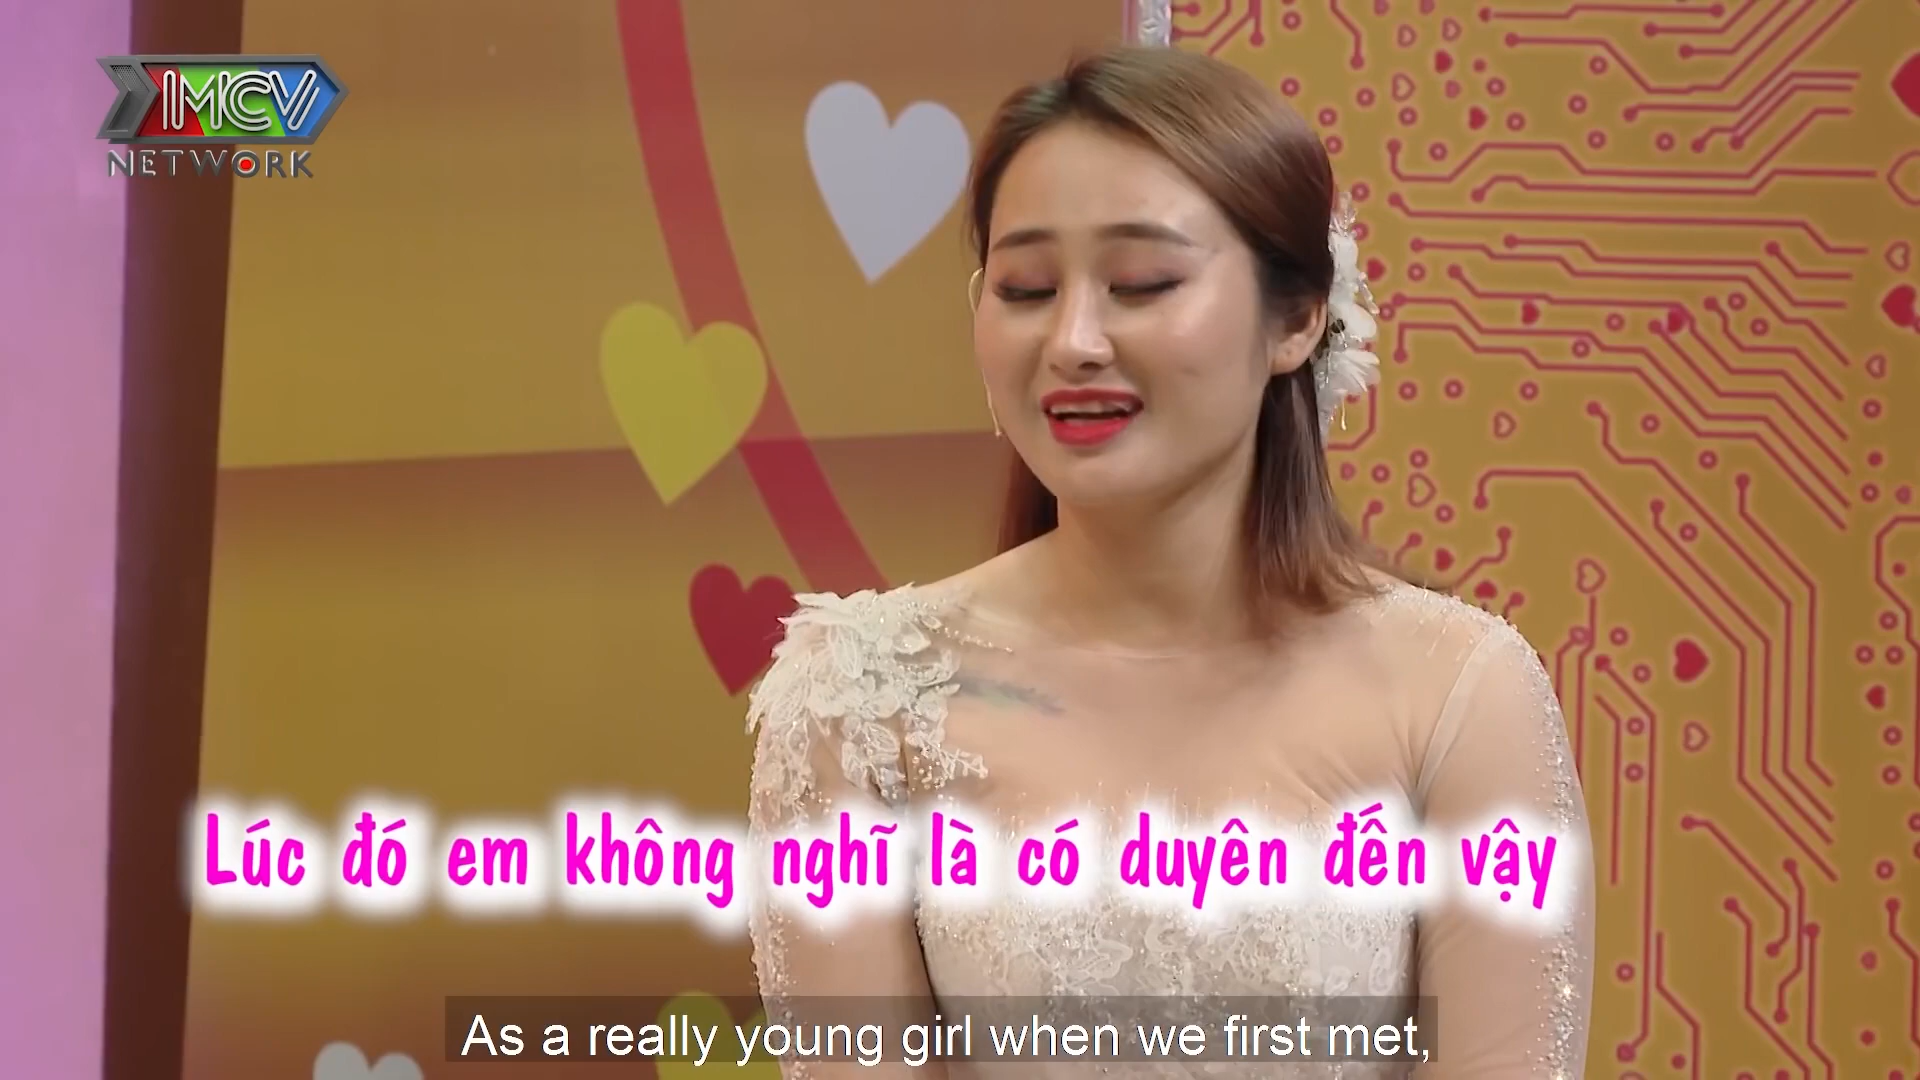 MCV
NETWORK
Lúc đó em không nghĩ là có duyên đến vậy
As a really young girl when we first met,